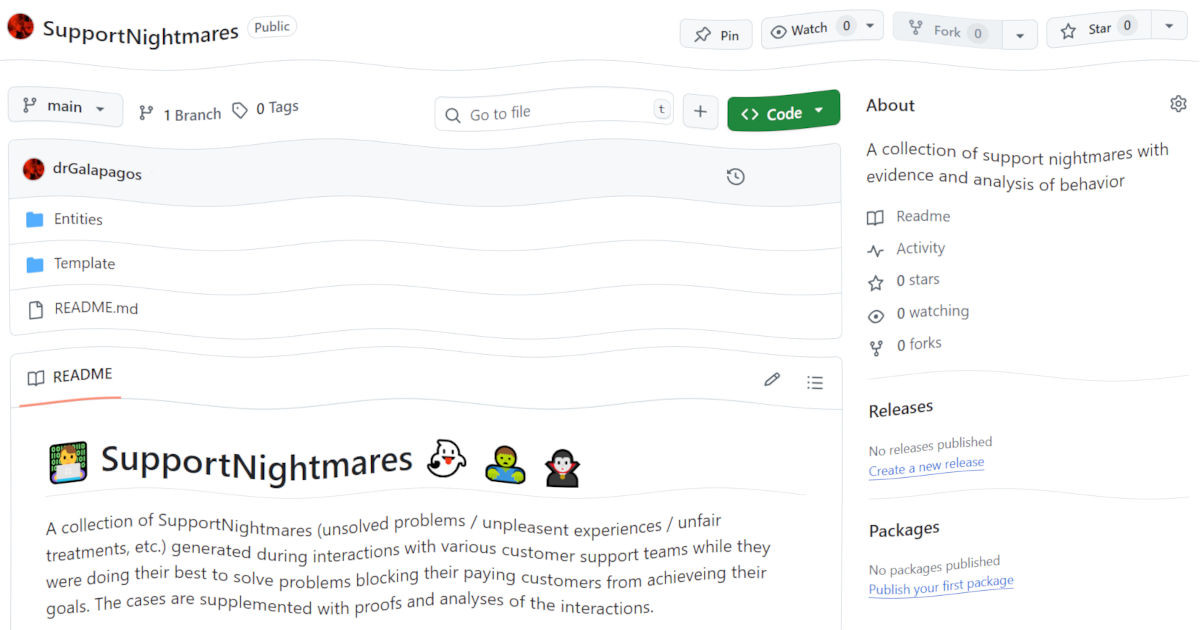 SupportNightmares Public
Pin
Watch 0
Fork 0
Star 0
main
1 Branch
0 Tags
Go to file
t
Code
drGalapagos
Entities
Template
README.md
README
SupportNightmares
A collection of SupportNightmares (unsolved problems / unpleasent experiences / unfair
treatments, etc.) generated during interactions with various customer support teams while they
were doing their best to solve problems blocking their paying customers from achieveing their
goals. The cases are supplemented with proofs and analyses of the interactions.
About
A collection of support nightmares with
evidence and analysis of behavior
Readme
Activity
0 stars
0 watching
0 forks
Releases
No releases published
Create a new release
Packages
No packages published
Publish your first package